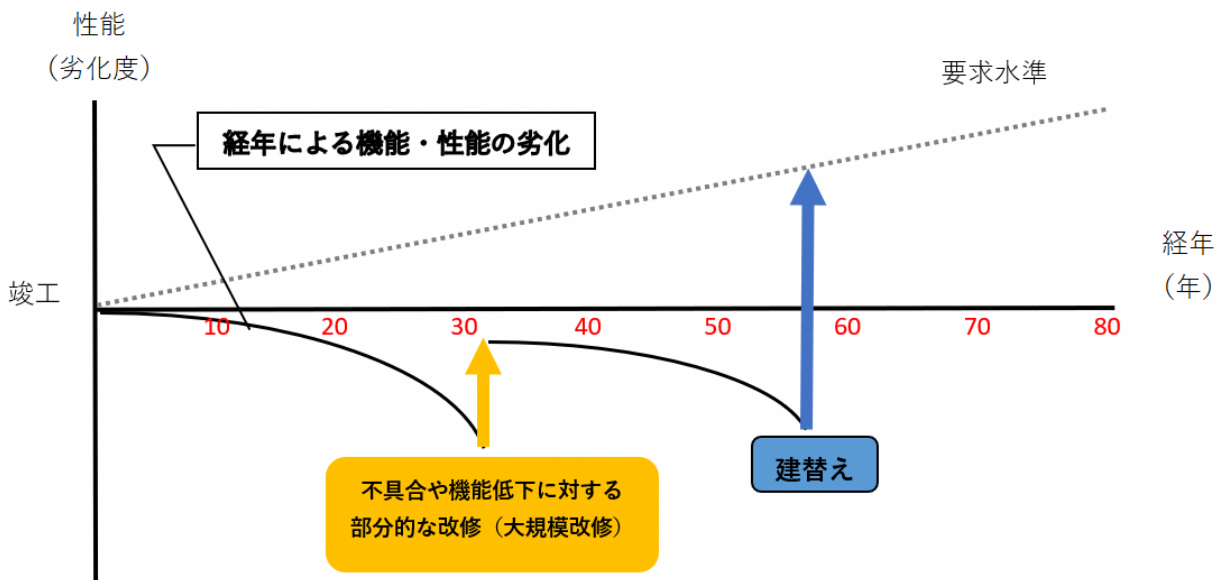 性能
（劣化度）
要求水準
経年による機能・性能の劣化
経年
（年）
竣工
10 20 30 40 50 60 70 80
不具合や機能低下に対する
部分的な改修（大規模改修）
建替え